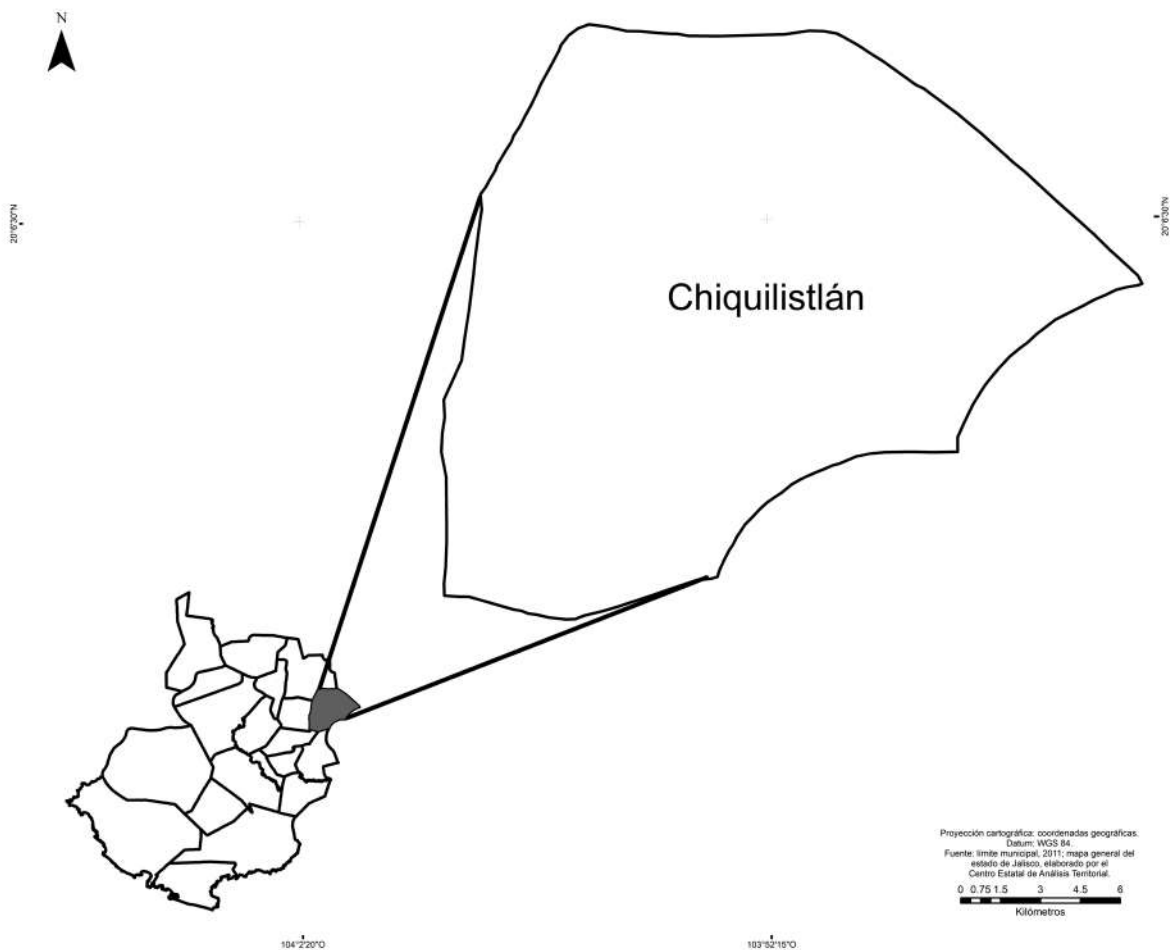 N
20°6'30"N
20°6'30"N
Chiquilistlán
Proyección cartográfica: coordenadas geográficas.
Datum: WGS 84.
Fuente: límite municipal, 2011; mapa general del
estado de Jalisco, elaborado por el
Centro Estatal de Análisis Territorial.
0 0.75 1.5 3 4.5 6
Kilómetros
104°2'20"O
103°52'15"O